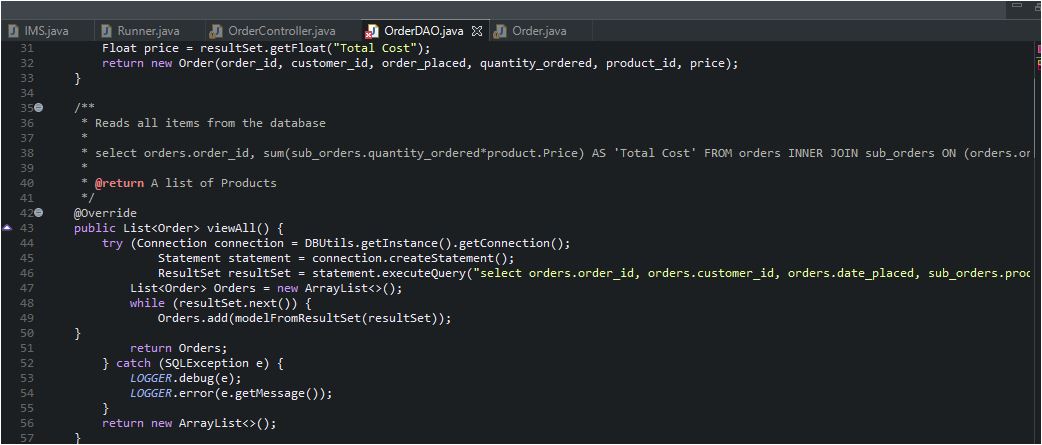 IMS.java Runner.java OrderController.java OrderDAO.java Order.java
31 Float price = resultSet.getFloat("Total Cost");
32 return new Order(order_id, customer_id, order_placed, quantity_ordered, product_id, price);
33 }
34
35 /**
36 * Reads all items from the database
37 *
38 * select orders.order_id, sum(sub_orders.quantity_ordered*product.Price) AS 'Total Cost' FROM orders INNER JOIN sub_orders ON (orders.or
39 *
40 * @return A list of Products
41 */
42 @Override
43 public List<Order> viewAll() {
44 try (Connection connection = DBUtils.getInstance().getConnection();
45 Statement statement = connection.createStatement();
46 ResultSet resultSet = statement.executeQuery("select orders.order_id, orders.customer_id, orders.date_placed, sub_orders.proc
47 List<Order> Orders = new ArrayList<>();
48 while (resultSet.next()) {
49 Orders.add(modelFromResultSet(resultSet));
50 }
51 return Orders;
52 } catch (SQLException e) {
53 LOGGER.debug(e);
54 LOGGER.error(e.getMessage());
55 }
56 return new ArrayList<>();
57 }